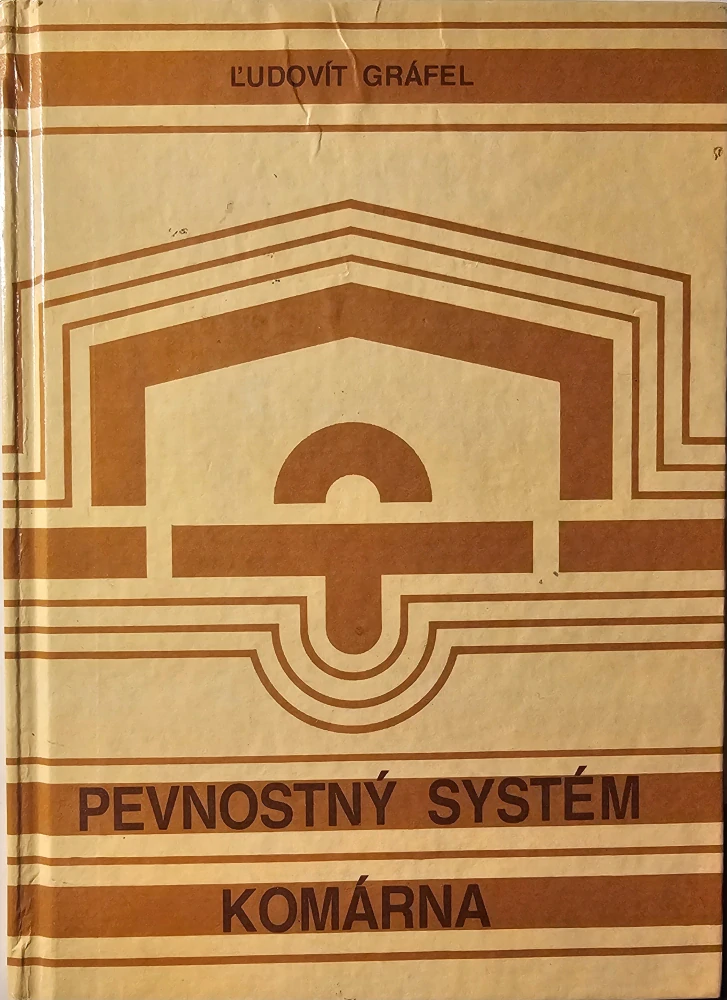 ĽUDOVÍT GRÁFEL
PEVNOSTNÝ SYSTÉM
KOMÁRNA